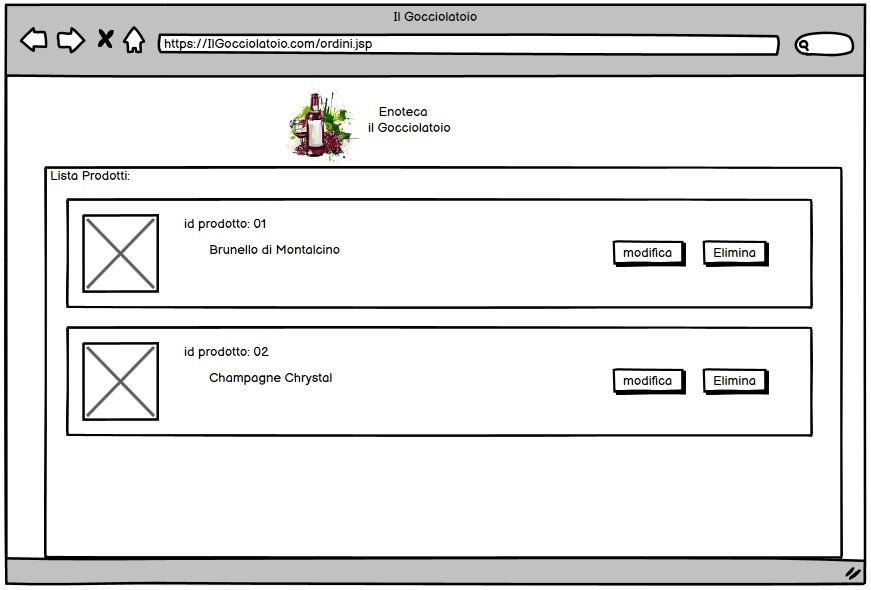 Il Gocciolatoio
https://IlGocciolatoio.com/ordini.jsp
Enoteca
il Gocciolatoio
Lista Prodotti:
id prodotto: 01
Brunello di Montalcino
modifica
Elimina
id prodotto: 02
Champagne Chrystal
modifica
Elimina